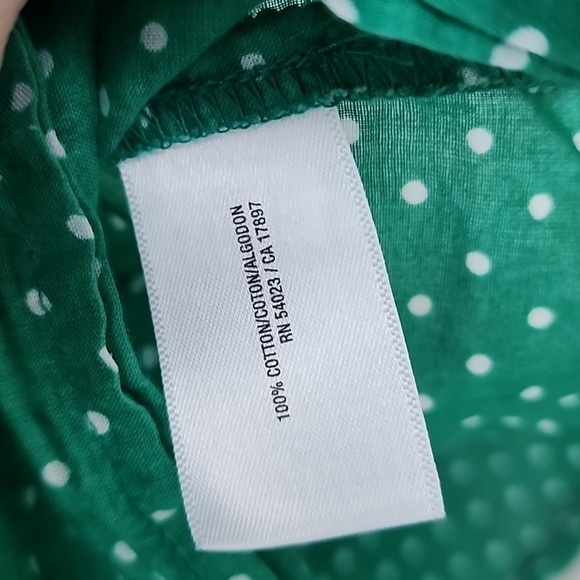 100% COTTON/COTON/ALGODON
RN 54023 / CA 17897